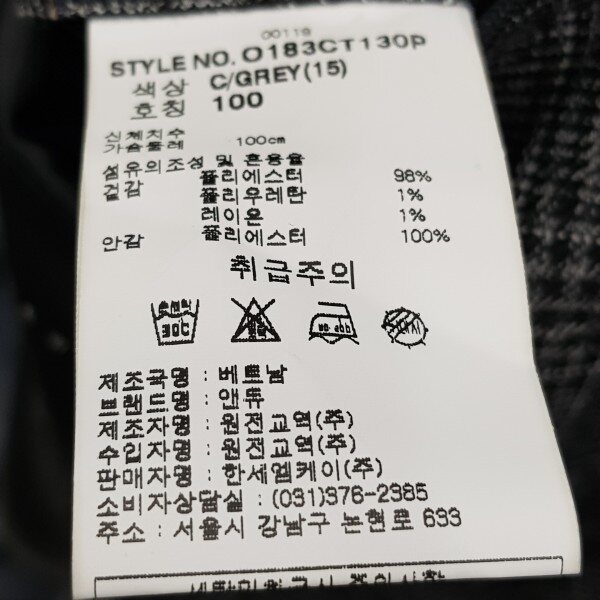 00119
STYLE NO. O183CT130P
색상 C/GREY(15)
호칭 100
신체치수
가슴둘레 100cm
섬유의조성 및 혼용율
겉감 폴리에스터 98%
폴리우레탄 1%
레이온 1%
안감 폴리에스터 100%
취급주의
제조국명 : 베트남
브랜드명 : 앤듀
제조자명 : 원전교역(주)
수입자명 : 원전교역(주)
판매자명 : 한세엠케이(주)
소비자상담실 : (031)376-2385
주소 : 서울시 강남구 논현로 633